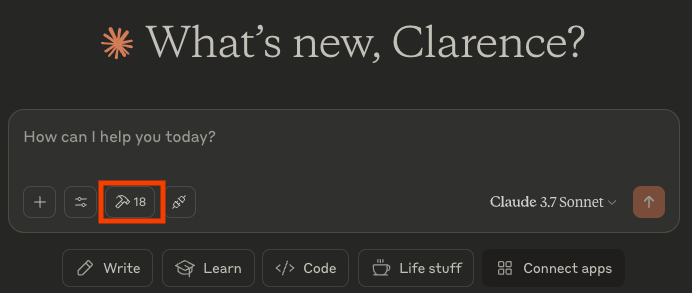 What's new, Clarence?
How can I help you today?
18
Claude 3.7 Sonnet
Write
Learn
Code
Life stuff
Connect apps